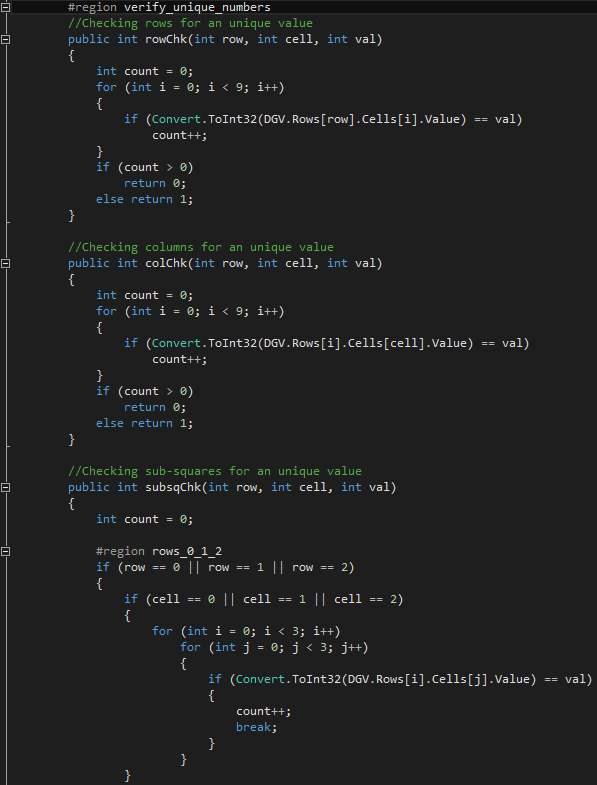 #region verify_unique_numbers
//Checking rows for an unique value
public int rowChk(int row, int cell, int val)
{
int count = 0;
for (int i = 0; i < 9; i++)
{
if (Convert.ToInt32(DGV.Rows[row].Cells[i].Value) == val)
count++;
}
if (count > 0)
return 0;
else return 1;
}
//Checking columns for an unique value
public int colChk(int row, int cell, int val)
{
int count = 0;
for (int i = 0; i < 9; i++)
{
if (Convert.ToInt32(DGV.Rows[i].Cells[cell].Value) == val)
count++;
}
if (count > 0)
return 0;
else return 1;
}
//Checking sub-squares for an unique value
public int subsqChk(int row, int cell, int val)
{
int count = 0;
#region rows_0_1_2
if (row == 0 || row == 1 || row == 2)
{
if (cell == 0 || cell == 1 || cell == 2)
{
for (int i = 0; i < 3; i++)
for (int j = 0; j < 3; j++)
{
if (Convert.ToInt32(DGV.Rows[i].Cells[j].Value) == val)
{
count++;
break;
}
}
}